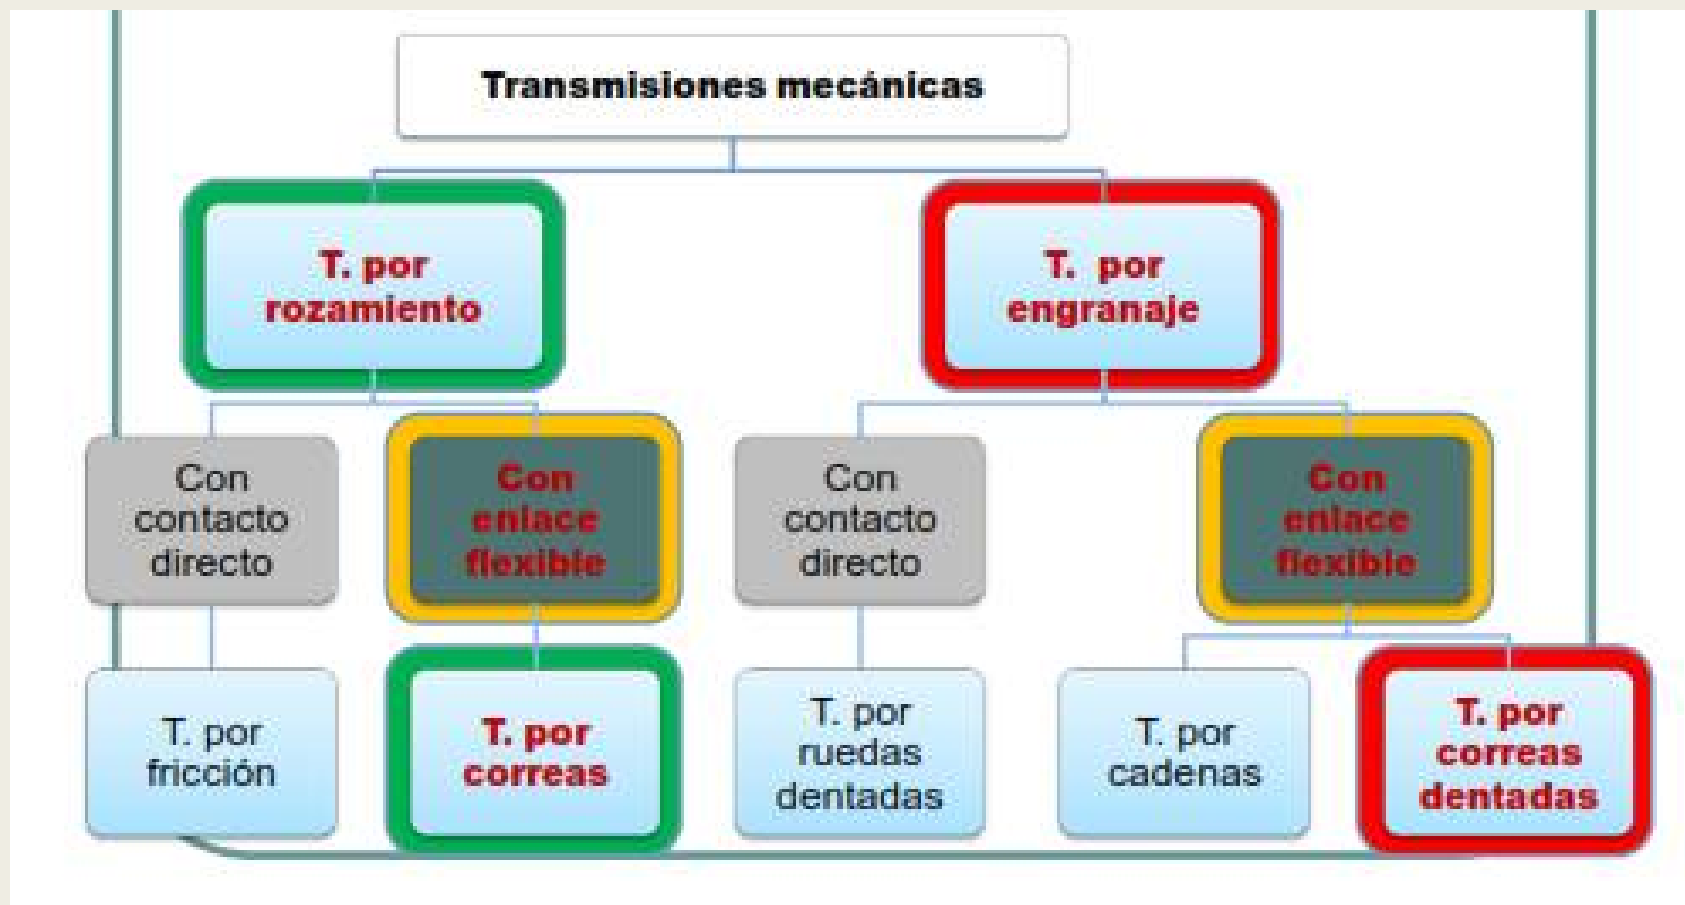 Transmisiones mecánicas
T. por
rozamiento
T. por
engranaje
Con
contacto
directo
Con
enlace
flexible
Con
contacto
directo
Con
enlace
flexible
T. por
fricción
T. por
correas
T. por
ruedas
dentadas
T. por
cadenas
T. por
correas
dentadas